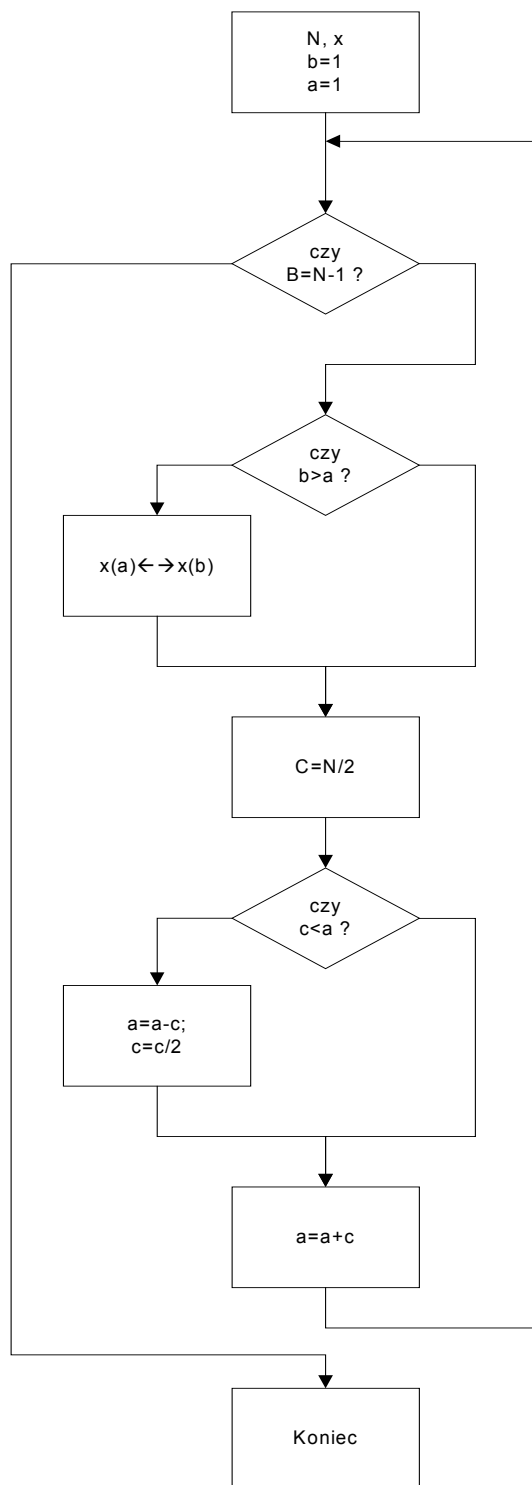 N, x
b=1
a=1
czy
B=N-1 ?
czy
b>a ?
x(a)←→x(b)
C=N/2
czy
c<a ?
a=a-c;
c=c/2
a=a+c
Koniec